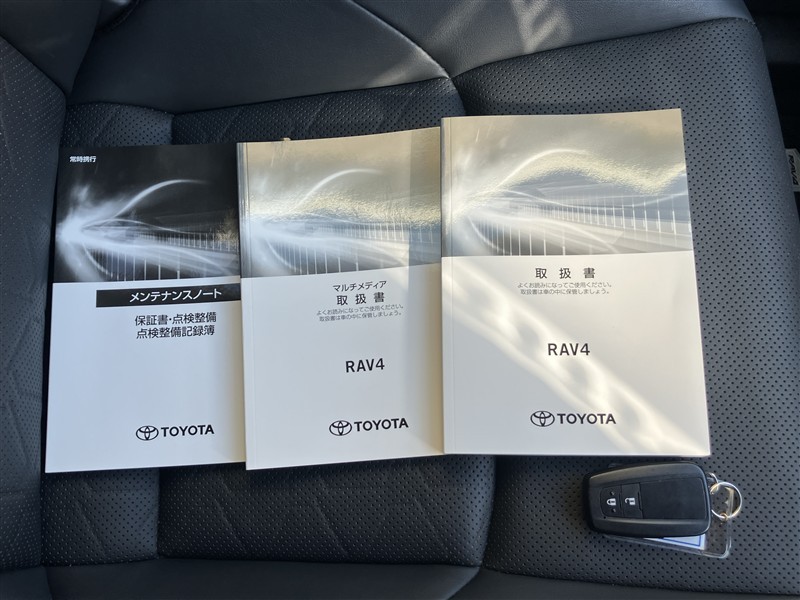 常時携行
メンテナンスノート
保証書・点検整備
点検整備記録簿
TOYOTA
マルチメディア
取扱書
よくお読みになってご使用ください。
取扱書は車の中に保管しましょう。
RAV4
TOYOTA
取扱書
よくお読みになってご使用ください。
取扱書は車の中に保管しましょう。
RAV4
TOYOTA